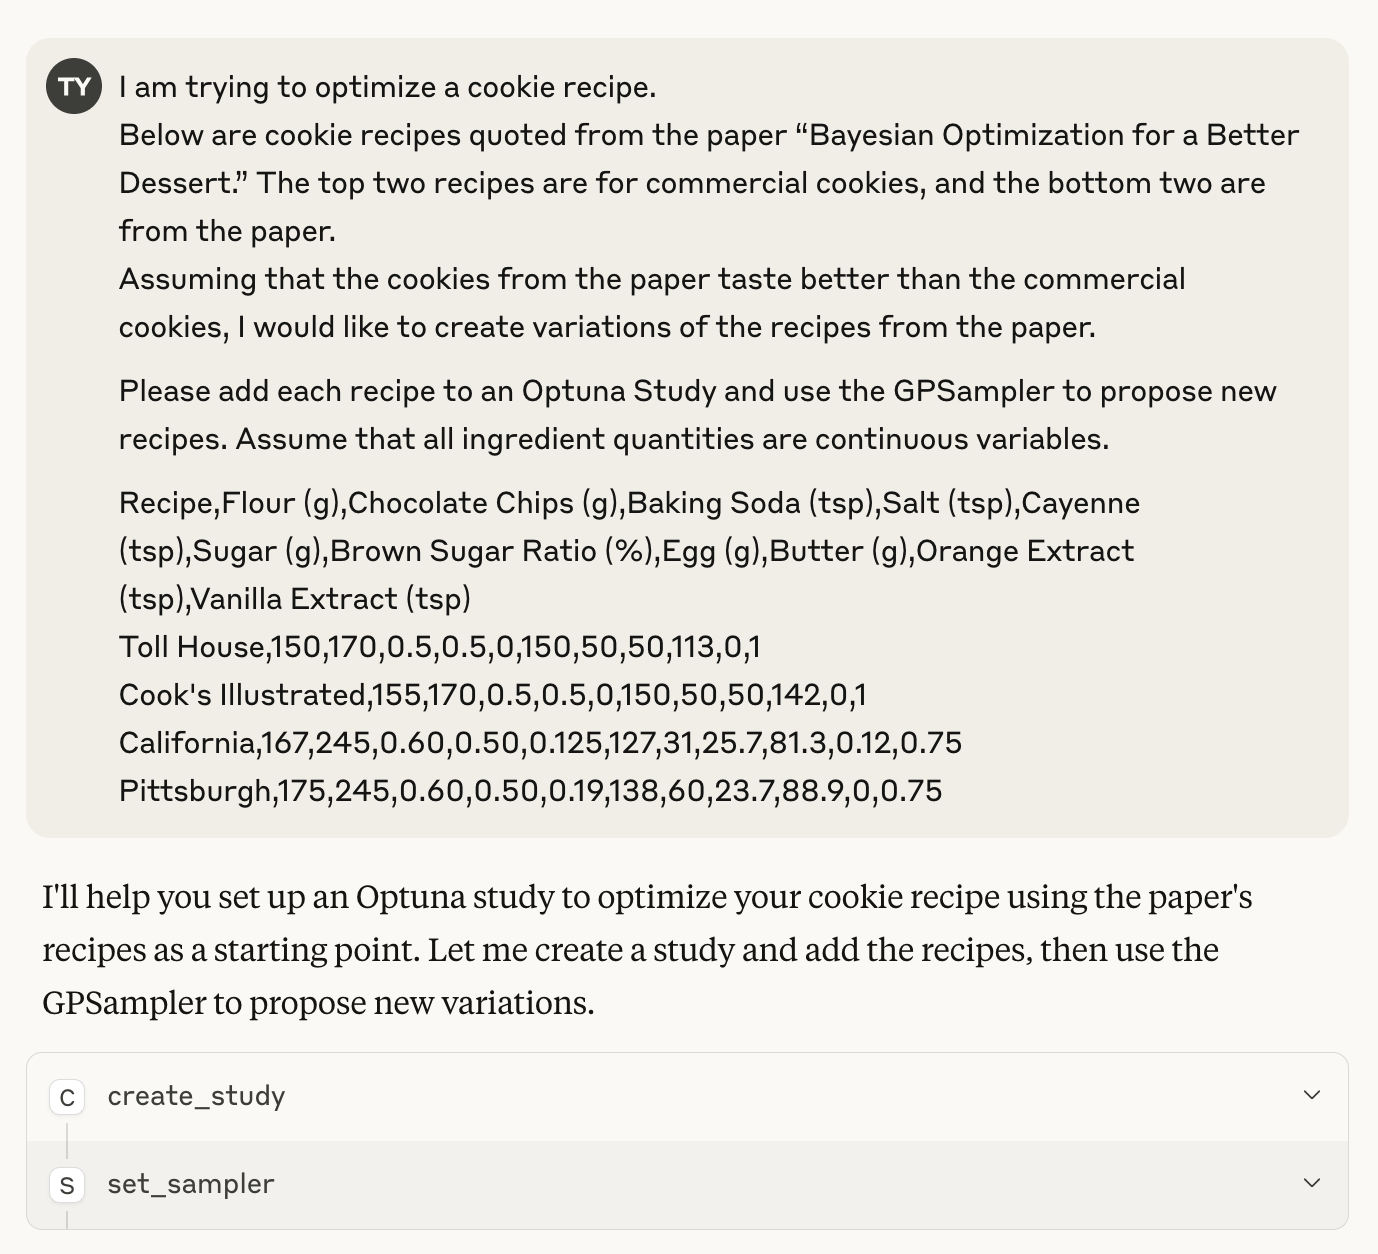 TY
I am trying to optimize a cookie recipe.
Below are cookie recipes quoted from the paper “Bayesian Optimization for a Better
Dessert.” The top two recipes are for commercial cookies, and the bottom two are
from the paper.
Assuming that the cookies from the paper taste better than the commercial
cookies, I would like to create variations of the recipes from the paper.
Please add each recipe to an Optuna Study and use the GPSampler to propose new
recipes. Assume that all ingredient quantities are continuous variables.
Recipe,Flour (g),Chocolate Chips (g),Baking Soda (tsp),Salt (tsp),Cayenne
(tsp),Sugar (g),Brown Sugar Ratio (%),Egg (g),Butter (g),Orange Extract
(tsp),Vanilla Extract (tsp)
Toll House,150,170,0.5,0.5,0,150,50,50,113,0,1
Cook's Illustrated,155,170,0.5,0.5,0,150,50,50,142,0,1
California,167,245,0.60,0.50,0.125,127,31,25.7,81.3,0.12,0.75
Pittsburgh,175,245,0.60,0.50,0.19,138,60,23.7,88.9,0,0.75
I'll help you set up an Optuna study to optimize your cookie recipe using the paper's
recipes as a starting point. Let me create a study and add the recipes, then use the
GPSampler to propose new variations.
C create_study
S set_sampler